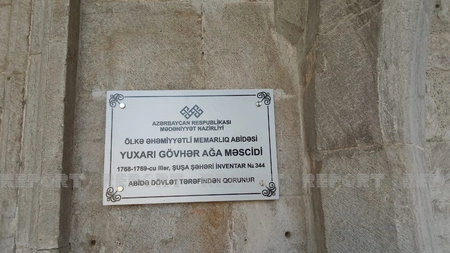 AZƏRBAYCAN RESPUBLİKASI
MƏDƏNİYYƏT NAZİRLİYİ
ÖLKƏ ƏHƏMİYYƏTLİ MEMARLIQ ABİDƏSİ
YUXARI GÖVHƏR AĞA MƏSCİDİ
1768-1769-cu illər, ŞUŞA ŞƏHƏRİ İNVENTAR № 344
ABİDƏ DÖVLƏT TƏRƏFİNDƏN QORUNUR